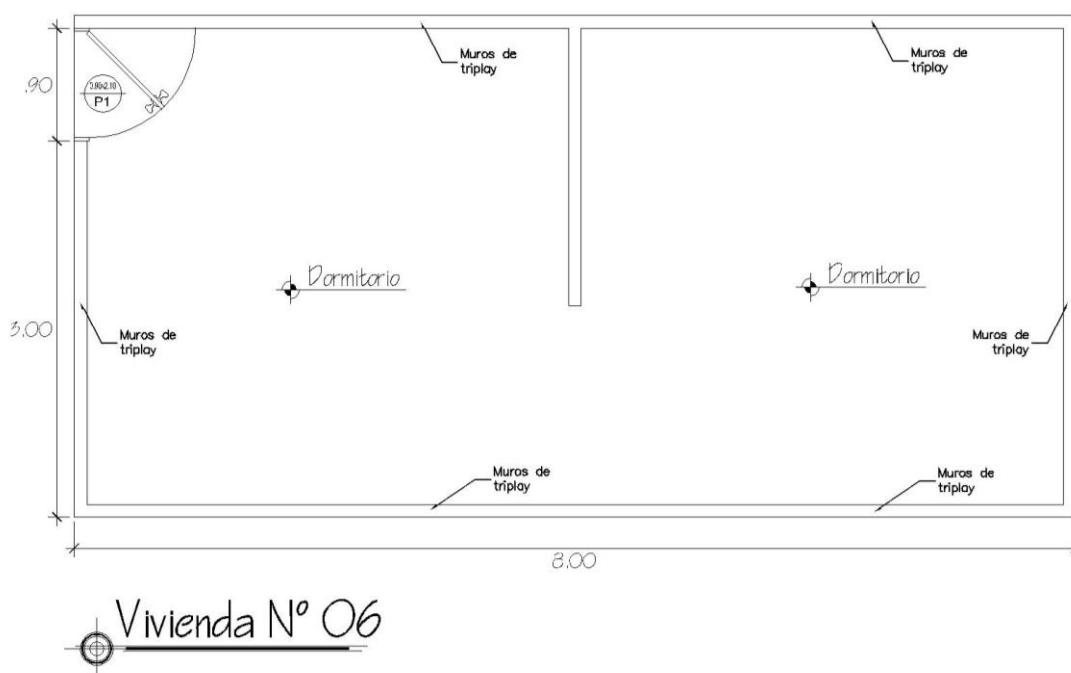 Muros de
triplay
Muros de
triplay
.90
P1
Dormitorio
Dormitorio
3.00
Muros de
triplay
Muros de
triplay
Muros de
triplay
Muros de
triplay
8.00
Vivienda N° 06